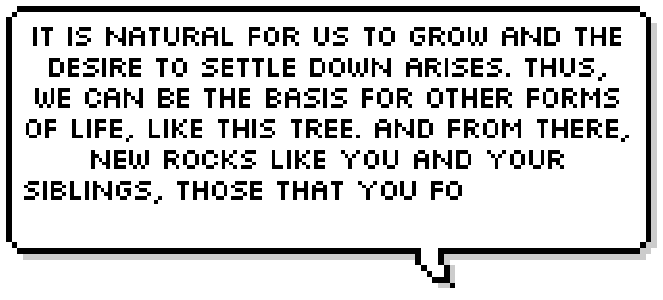 IT IS NATURAL FOR US TO GROW AND THE
DESIRE TO SETTLE DOWN ARISES. THUS,
WE CAN BE THE BASIS FOR OTHER FORMS
OF LIFE, LIKE THIS TREE. AND FROM THERE,
NEW ROCKS LIKE YOU AND YOUR
SIBLINGS, THOSE THAT YOU FO